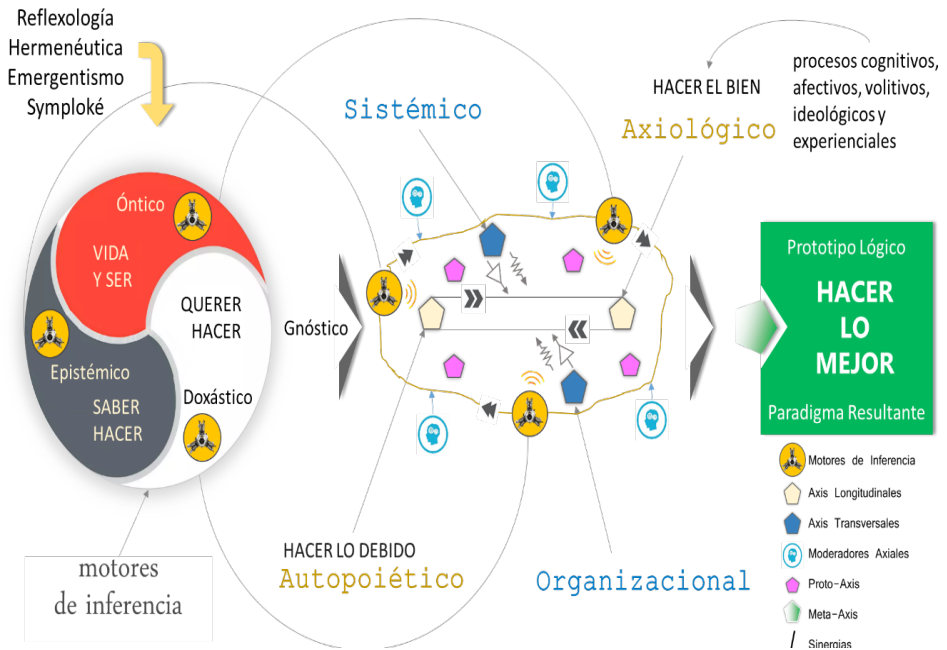 Reflexología
Hermenéutica
Emergentismo
Symploké
HACER EL BIEN
Axiológico
procesos cognitivos,
afectivos, volitivos,
ideológicos y
experienciales
Sistémico
Óntico
VIDA
Y SER
QUERER
HACER
Epistémico
SABER
HACER
Doxástico
Gnóstico
Prototipo Lógico
HACER
LO
MEJOR
Paradigma Resultante
motores
de inferencia
HACER LO DEBIDO
Autopoiético
Organizacional
Motores de Inferencia
Axis Longitudinales
Axis Transversales
Moderadores Axiales
Proto-Axis
Meta-Axis
Sinergias